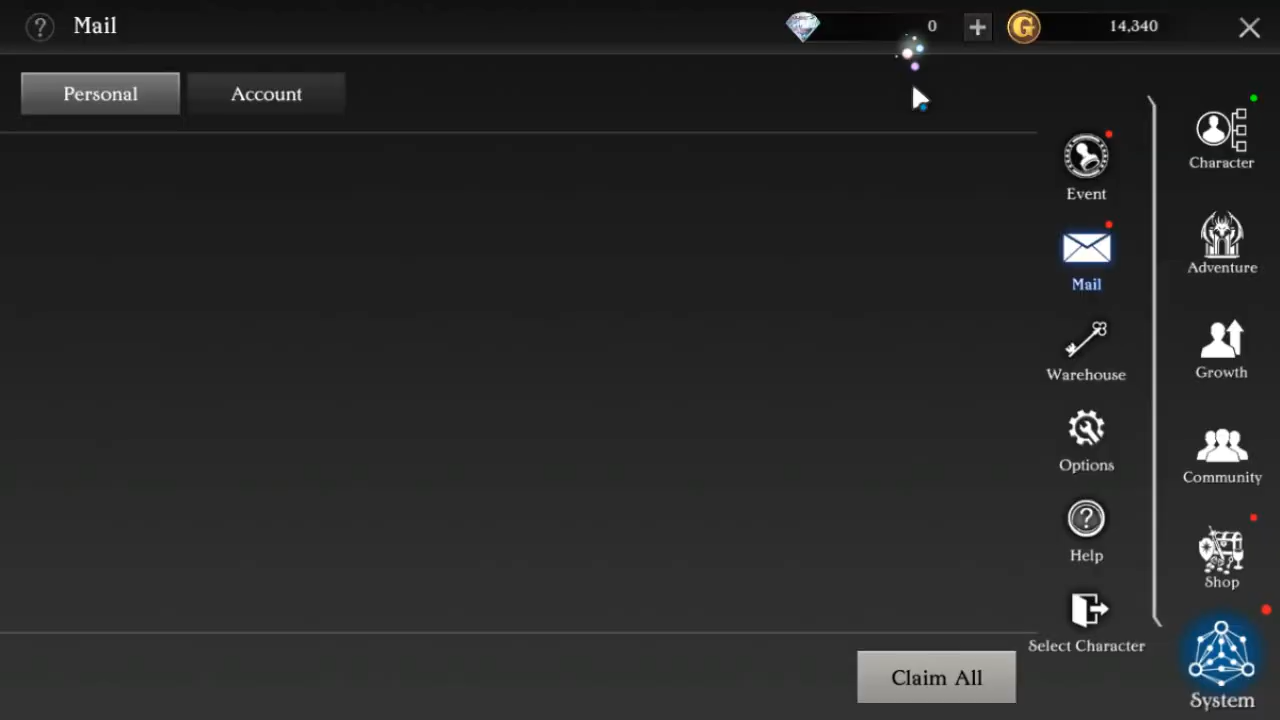 Mail
0
14,340
Personal
Account
Event
Mail
Warehouse
Options
Help
Select Character
Character
Adventure
Growth
Community
Shop
System
Claim All